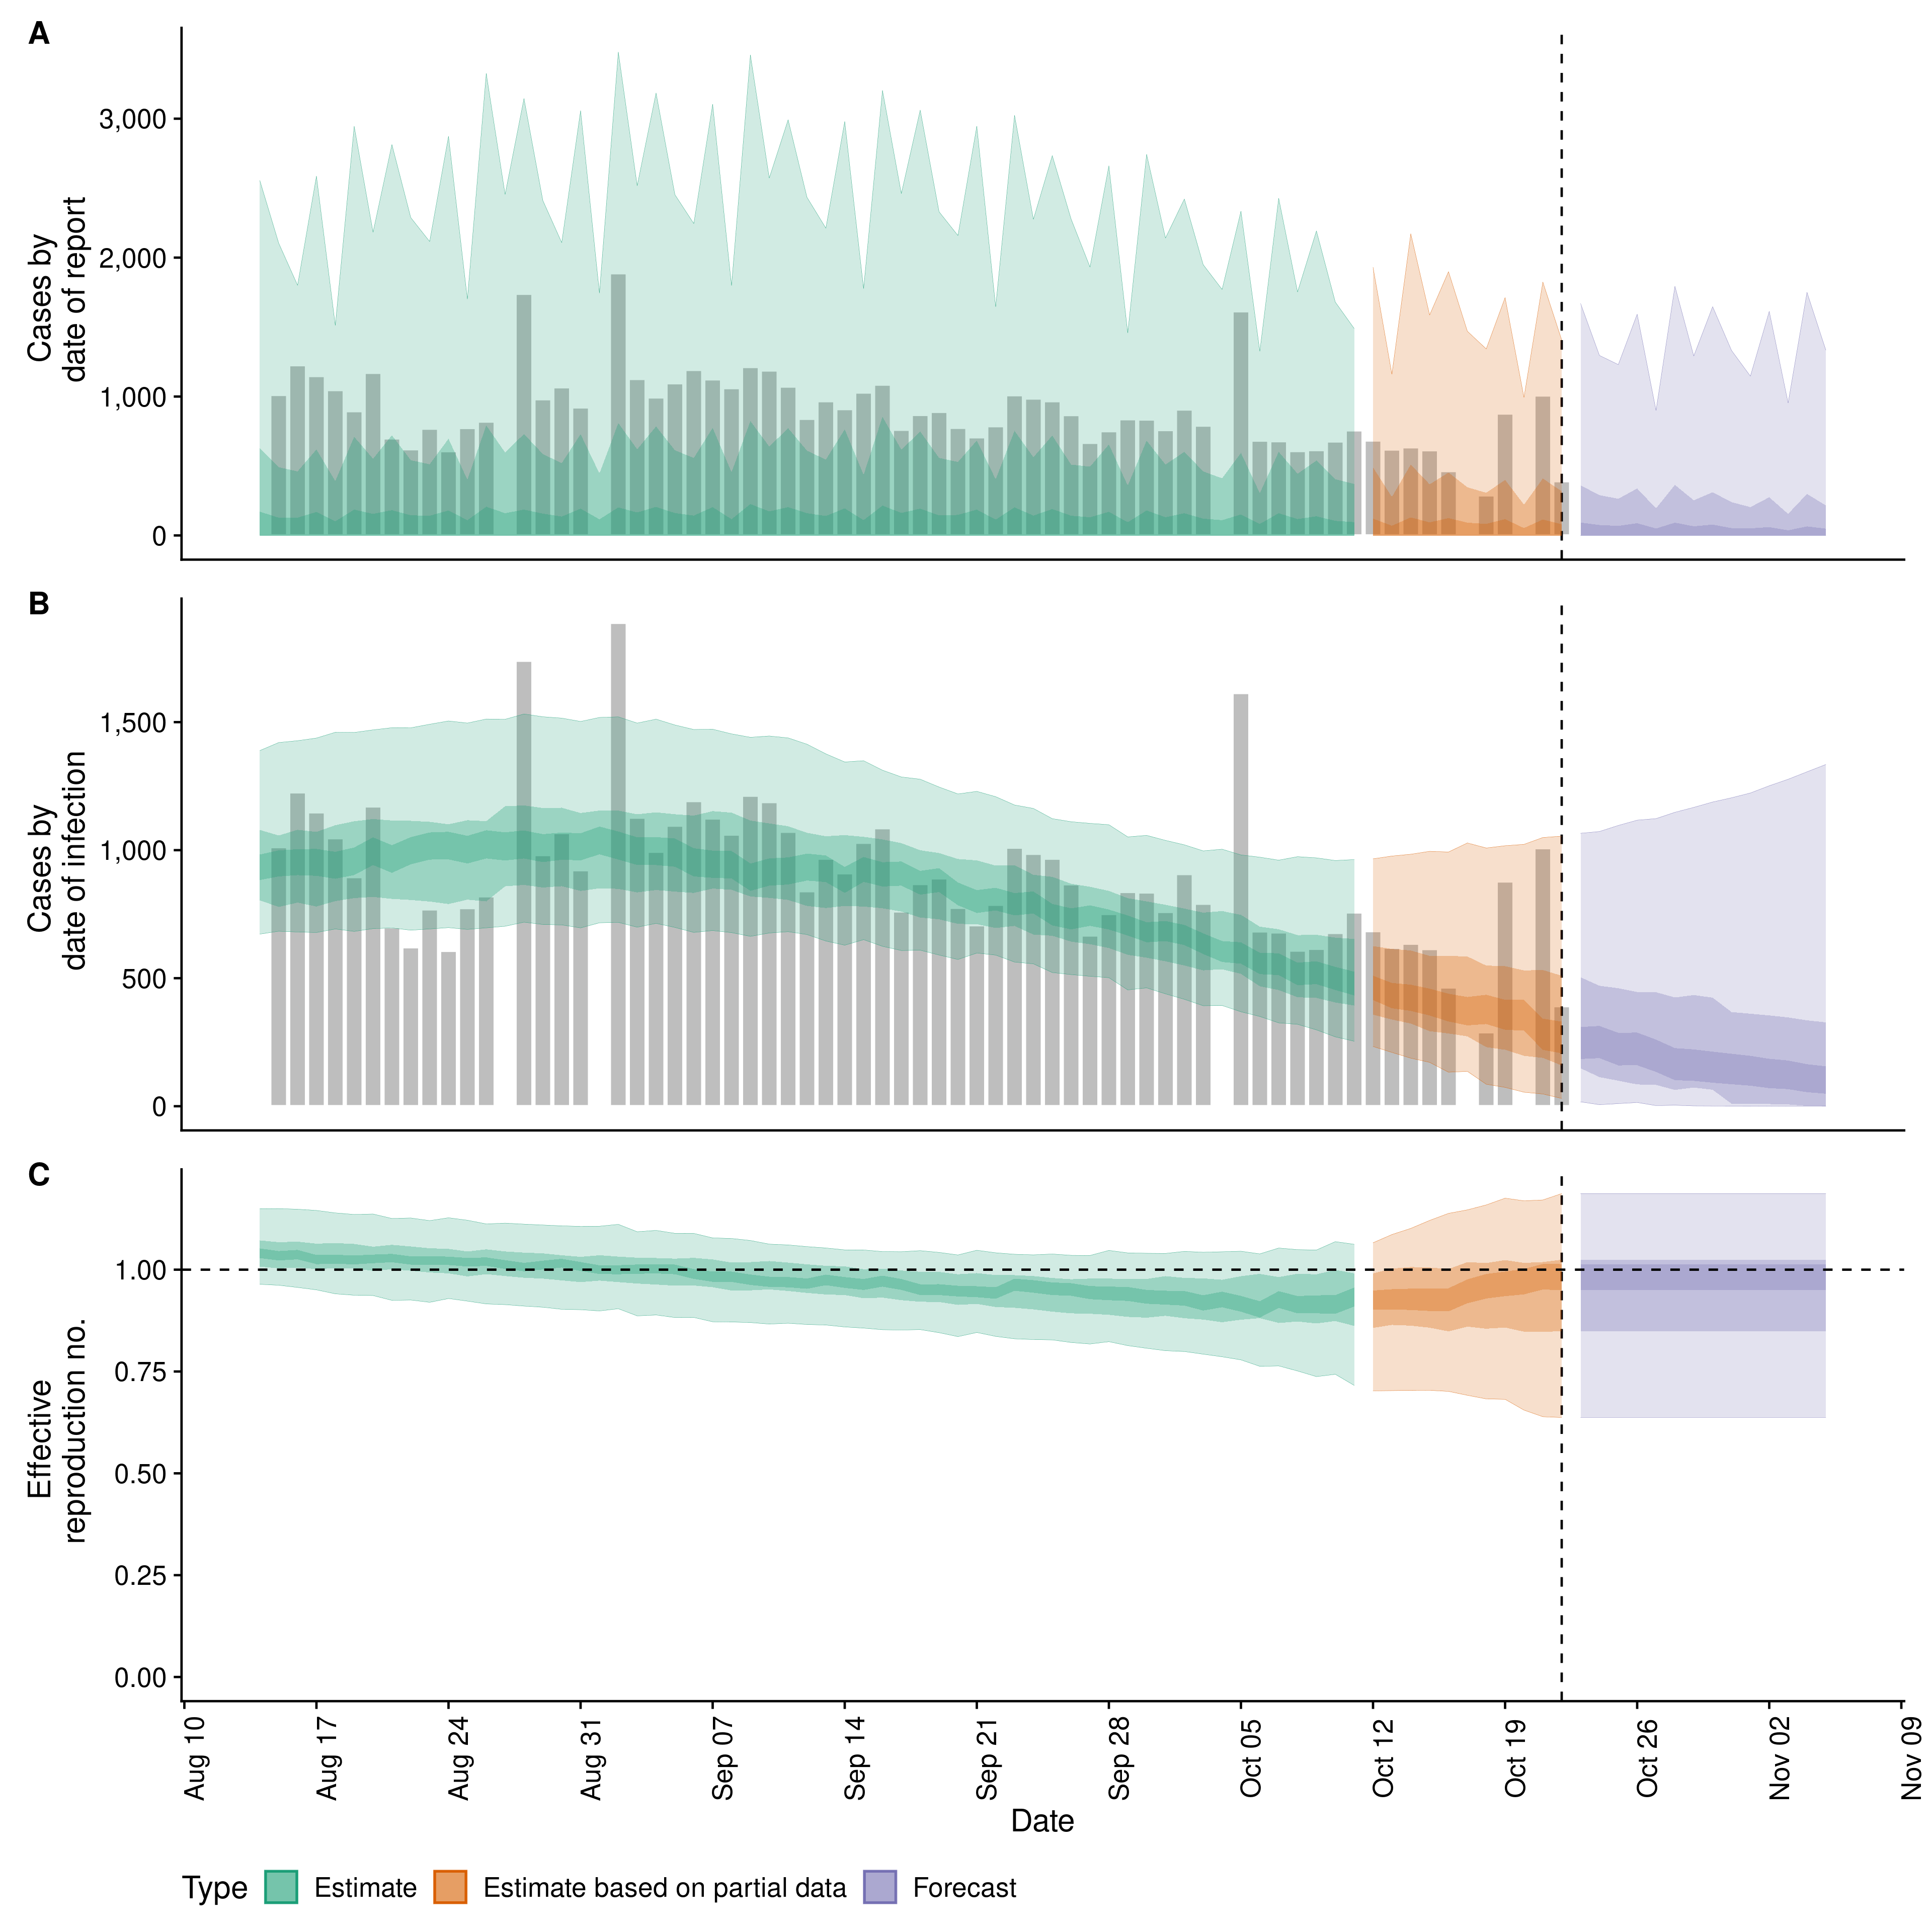 A
Cases by
date of report
3,000
2,000
1,000
0
B
Cases by
date of infection
1,500
1,000
500
0
C
Effective
reproduction no.
1.00
0.75
0.50
0.25
0.00
Aug 10
Aug 17
Aug 24
Aug 31
Sep 07
Sep 14
Sep 21
Sep 28
Oct 05
Oct 12
Oct 19
Oct 26
Nov 02
Nov 09
Date
Type Estimate Estimate based on partial data Forecast